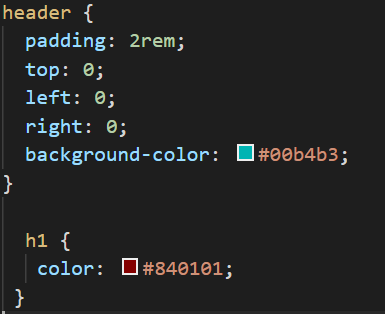 header {
padding: 2rem;
top: 0;
left: 0;
right: 0;
background-color: #00b4b3;
}
h1 {
color: #840101;
}